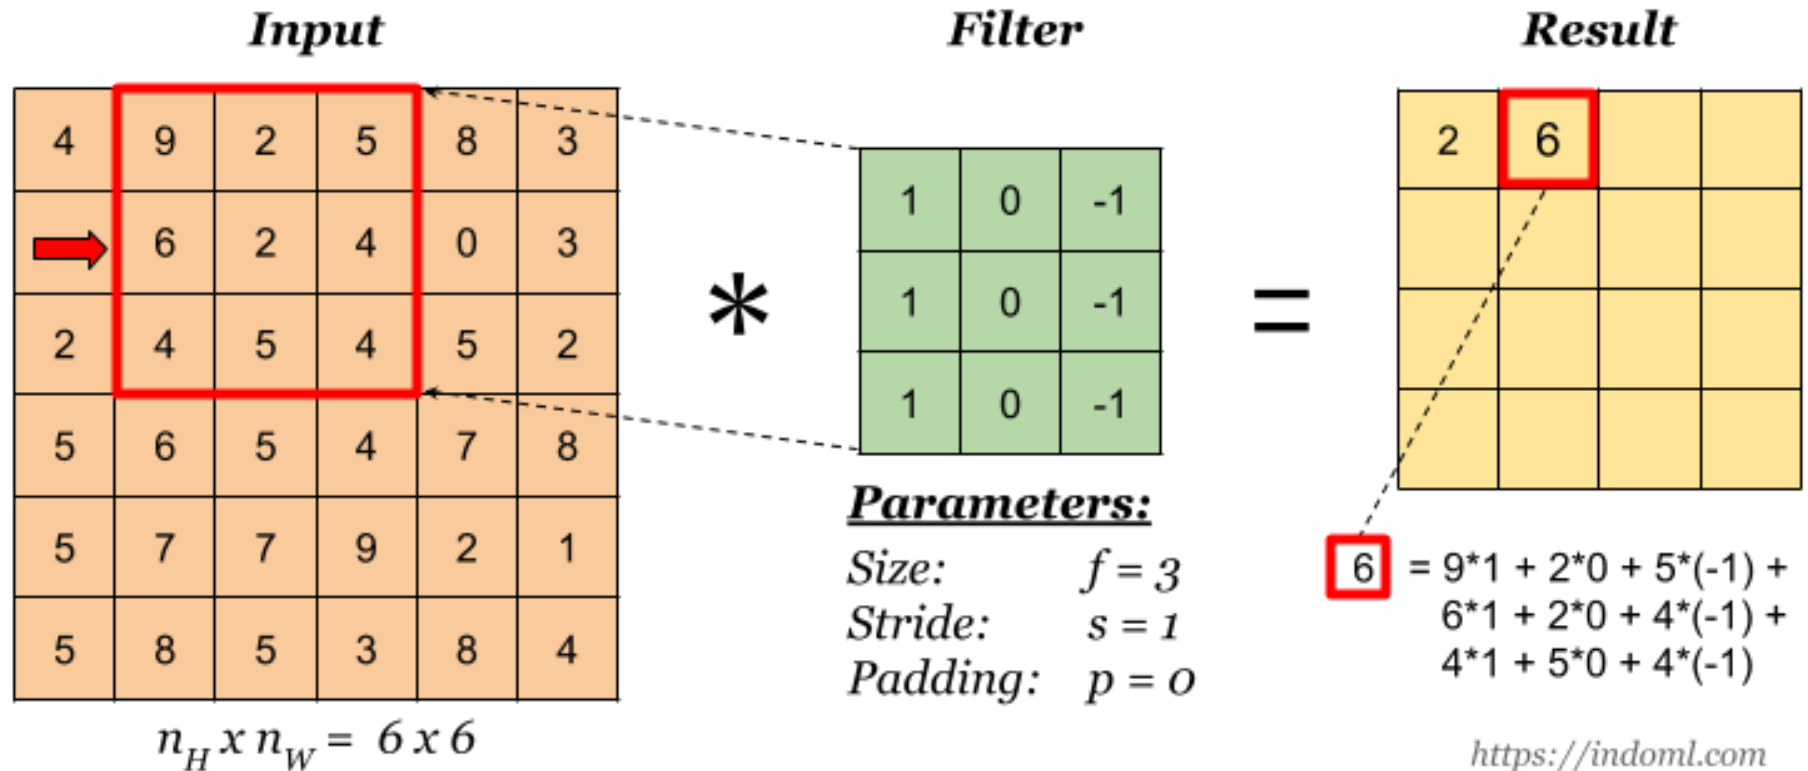 Input
Filter
Result
4 9 2 5 8 3
6 2 4 0 3
2 4 5 4 5 2
5 6 5 4 7 8
5 7 7 9 2 1
5 8 5 3 8 4
n_H x n_W = 6 x 6
*
1 0 -1
1 0 -1
1 0 -1
Parameters:
Size: f = 3
Stride: s = 1
Padding: p = 0
=
2 6
6 = 9*1 + 2*0 + 5*(-1) +
6*1 + 2*0 + 4*(-1) +
4*1 + 5*0 + 4*(-1)
https://indoml.com